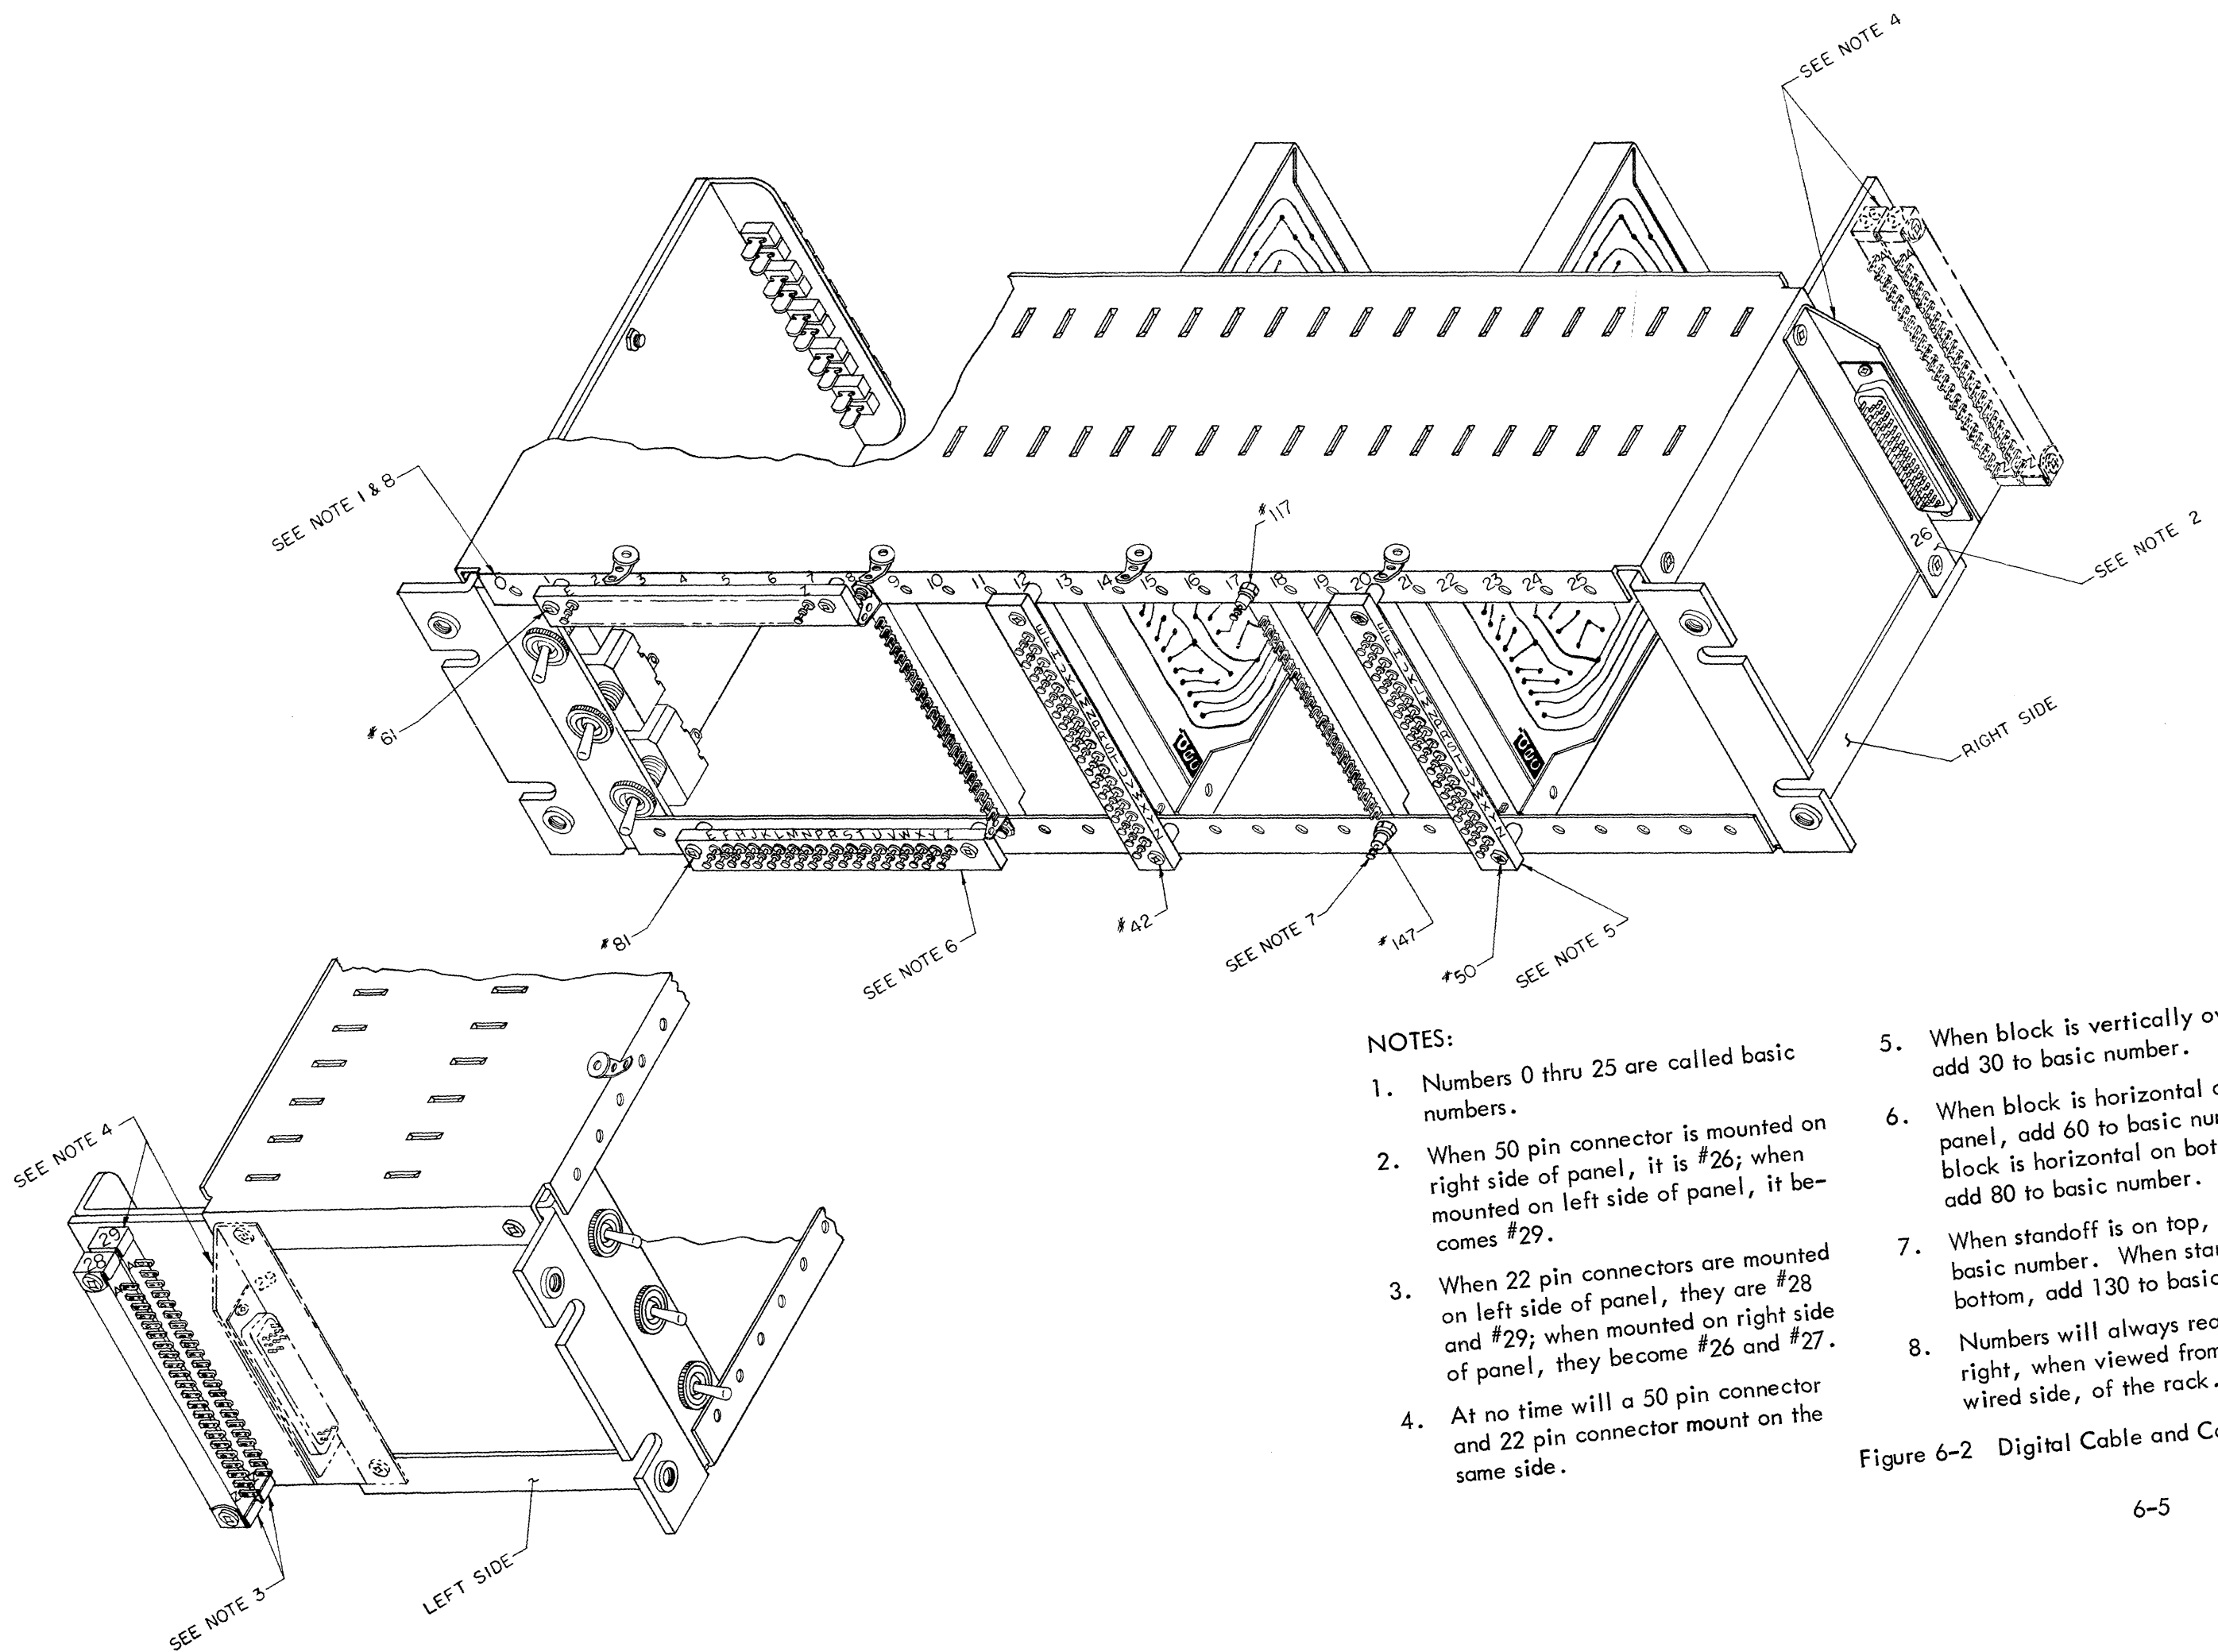 SEE NOTE 4
SEE NOTE 1 & 8
#117
1 2 3 4 5 6 7 8 9 10 11 12 13 14 15 16 17 18 19 20 21 22 23 24 25
E Z
26
SEE NOTE 2
#61
E F H J K L M N P R S T U V W X Y Z
E F H J K L M N P R S T U V W X Y Z
RIGHT SIDE
E F H J K L M N P R S T U V W X Y Z
#81
SEE NOTE 6
#42
SEE NOTE 7
#147
#50
SEE NOTE 5
SEE NOTE 4
29
28
29
SEE NOTE 3
LEFT SIDE
NOTES:
1. Numbers 0 thru 25 are called basic
numbers.
2. When 50 pin connector is mounted on
right side of panel, it is #26; when
mounted on left side of panel, it be-
comes #29.
3. When 22 pin connectors are mounted
on left side of panel, they are #28
and #29; when mounted on right side
of panel, they become #26 and #27.
4. At no time will a 50 pin connector
and 22 pin connector mount on the
same side.
5. When block is vertically
add 30 to basic number.
6. When block is horizontal
panel, add 60 to basic
block is horizontal on
add 80 to basic number.
7. When standoff is on top,
basic number. When
bottom, add 130 to basic
8. Numbers will always
right, when viewed
wired side, of the rack.
Figure 6-2 Digital Cable and
6-5